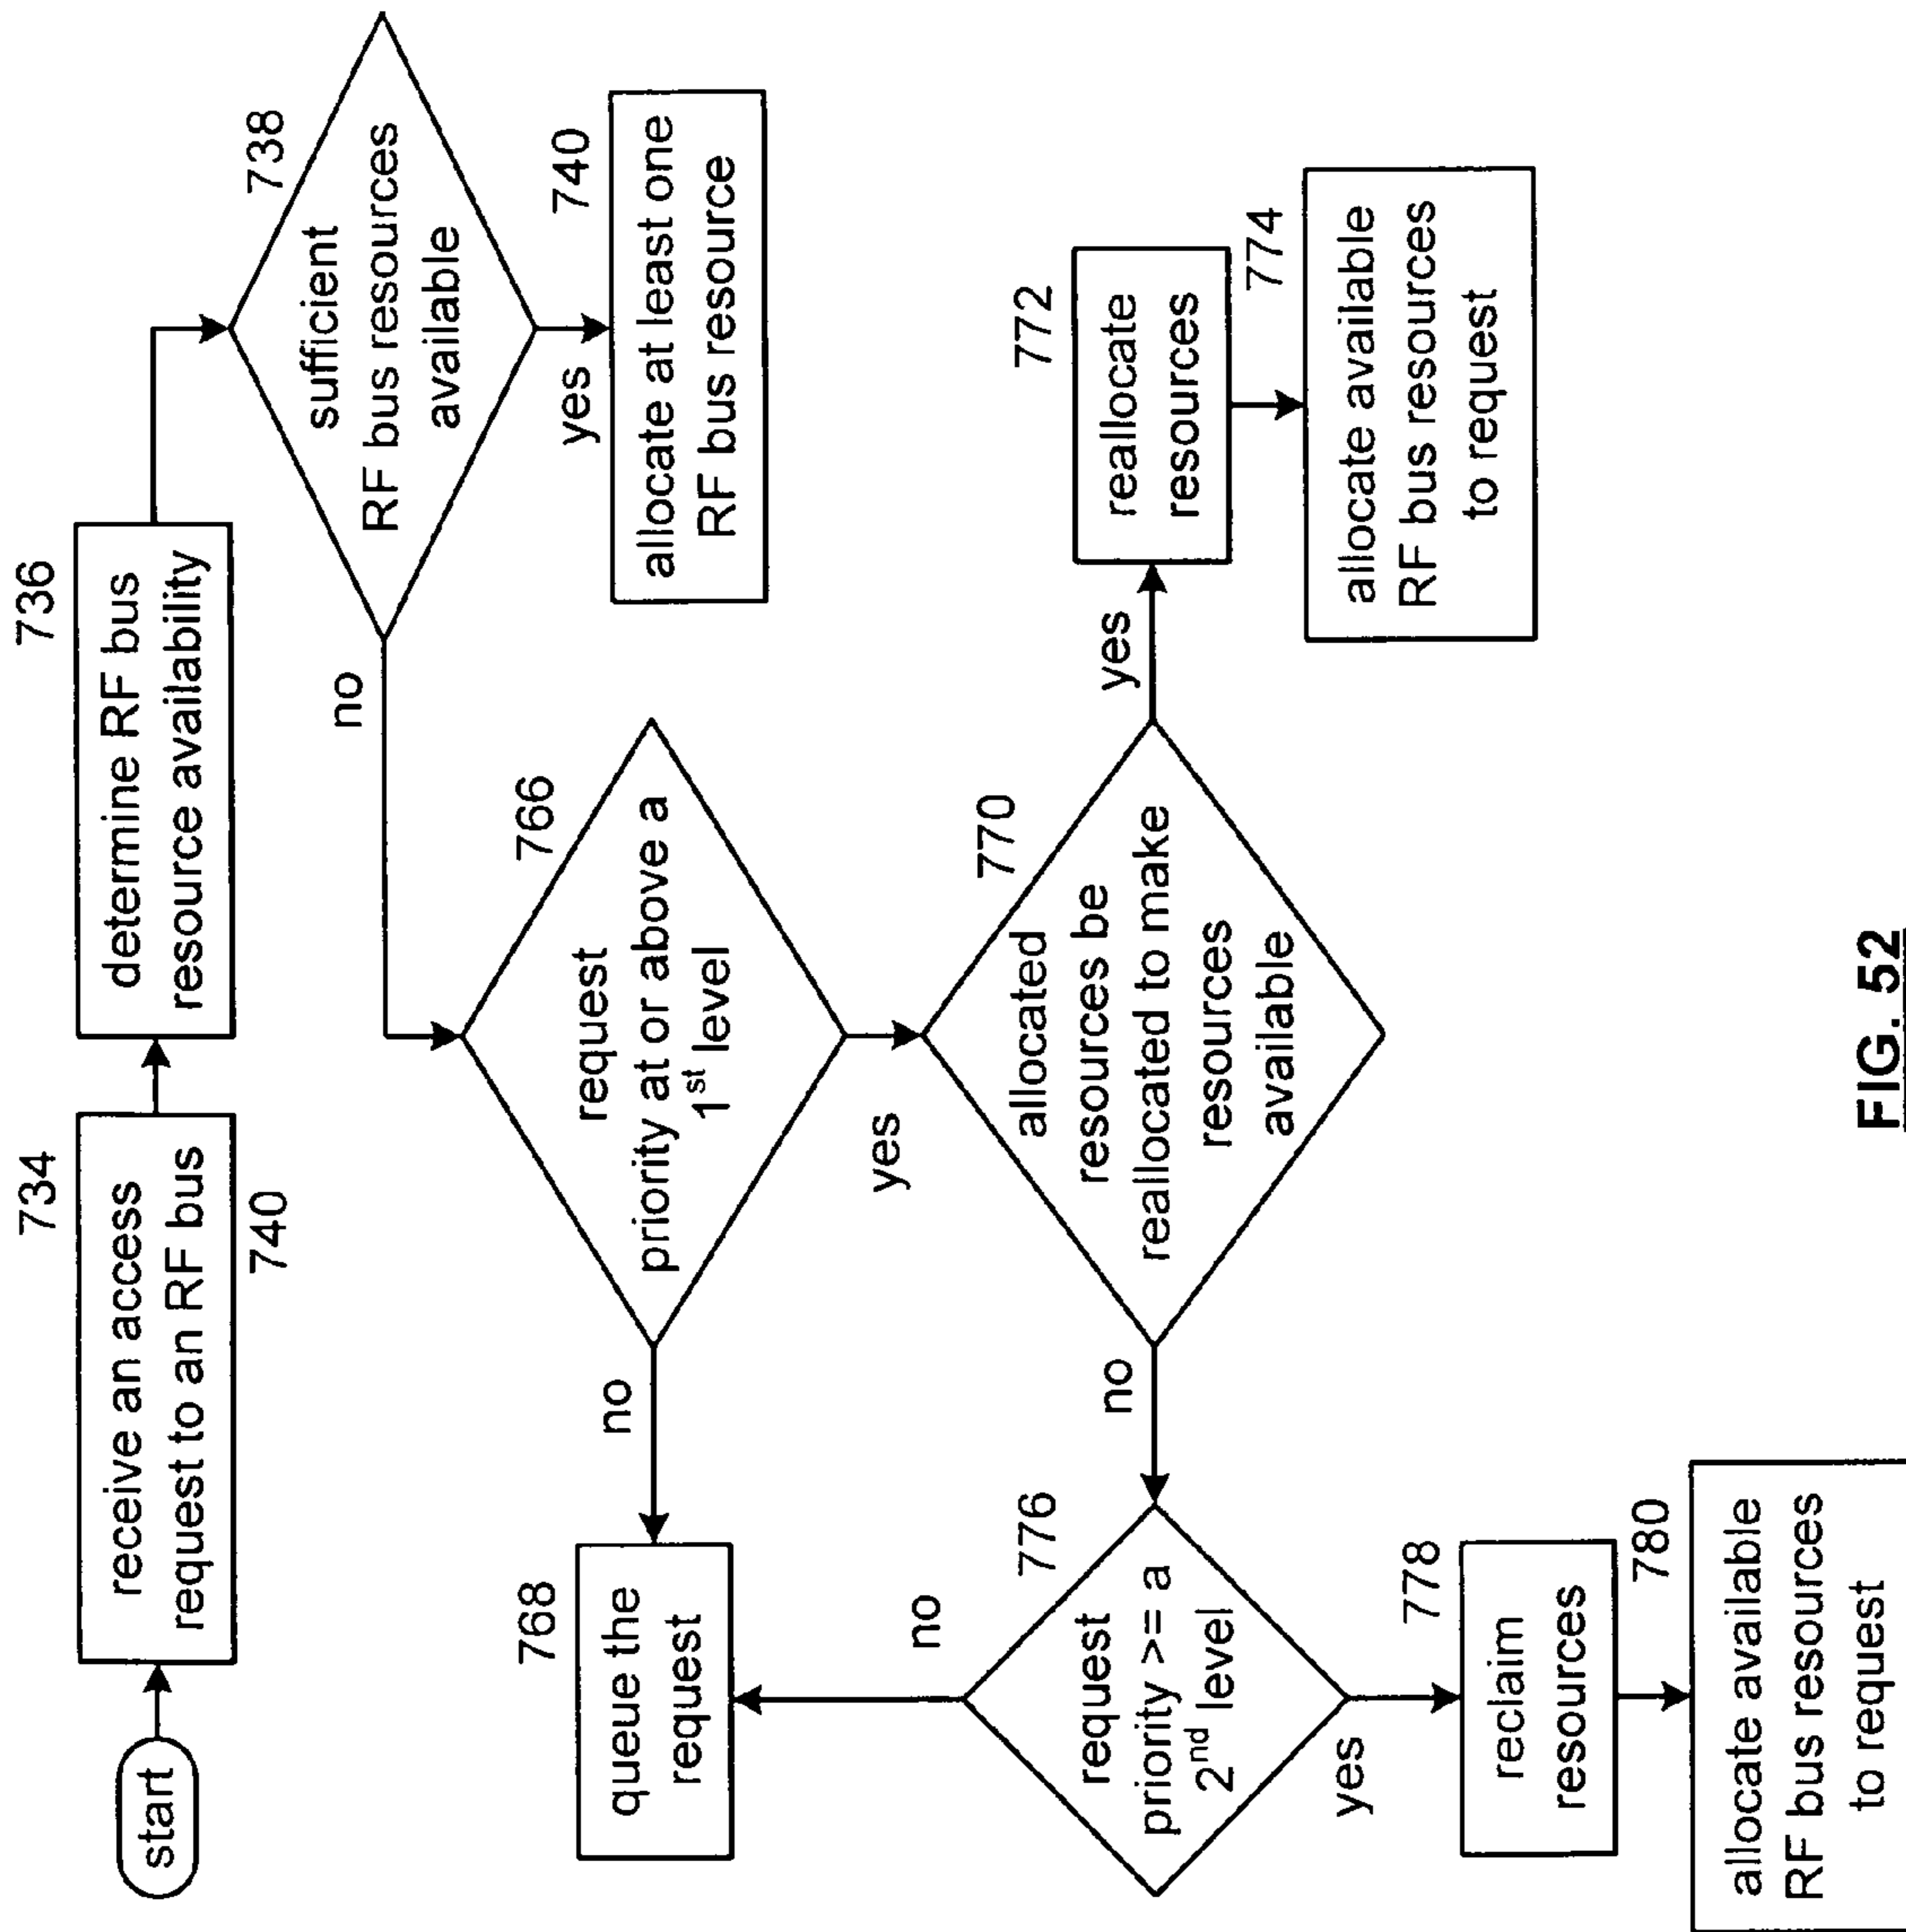 start
734
receive an access
request to an RF bus
740
736
determine RF bus
resource availability
738
sufficient
RF bus resources
available
yes
740
allocate at least one
RF bus resource
no
766
request
priority at or above a
1st level
no
768
queue the
request
yes
770
allocated
resources be
reallocated to make
resources
available
yes
772
reallocate
resources
774
allocate available
RF bus resources
to request
no
776
request
priority >= a
2nd level
no
yes
778
reclaim
resources
780
allocate available
RF bus resources
to request
FIG. 52